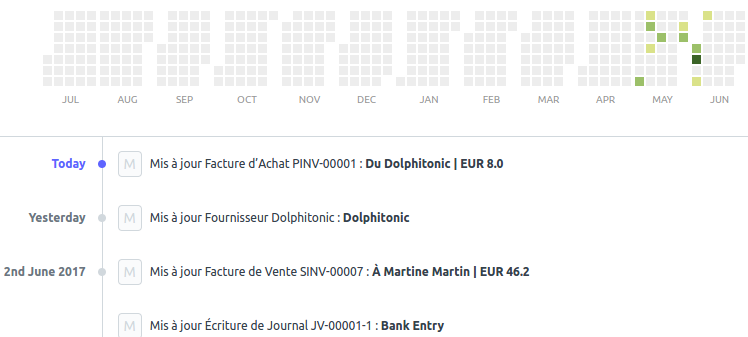 JUL AUG SEP OCT NOV DEC JAN FEB MAR APR MAY JUN
Today M Mis à jour Facture d’Achat PINV-00001 : Du Dolphitonic | EUR 8.0
Yesterday M Mis à jour Fournisseur Dolphitonic : Dolphitonic
2nd June 2017 M Mis à jour Facture de Vente SINV-00007 : À Martine Martin | EUR 46.2
M Mis à jour Écriture de Journal JV-00001-1 : Bank Entry